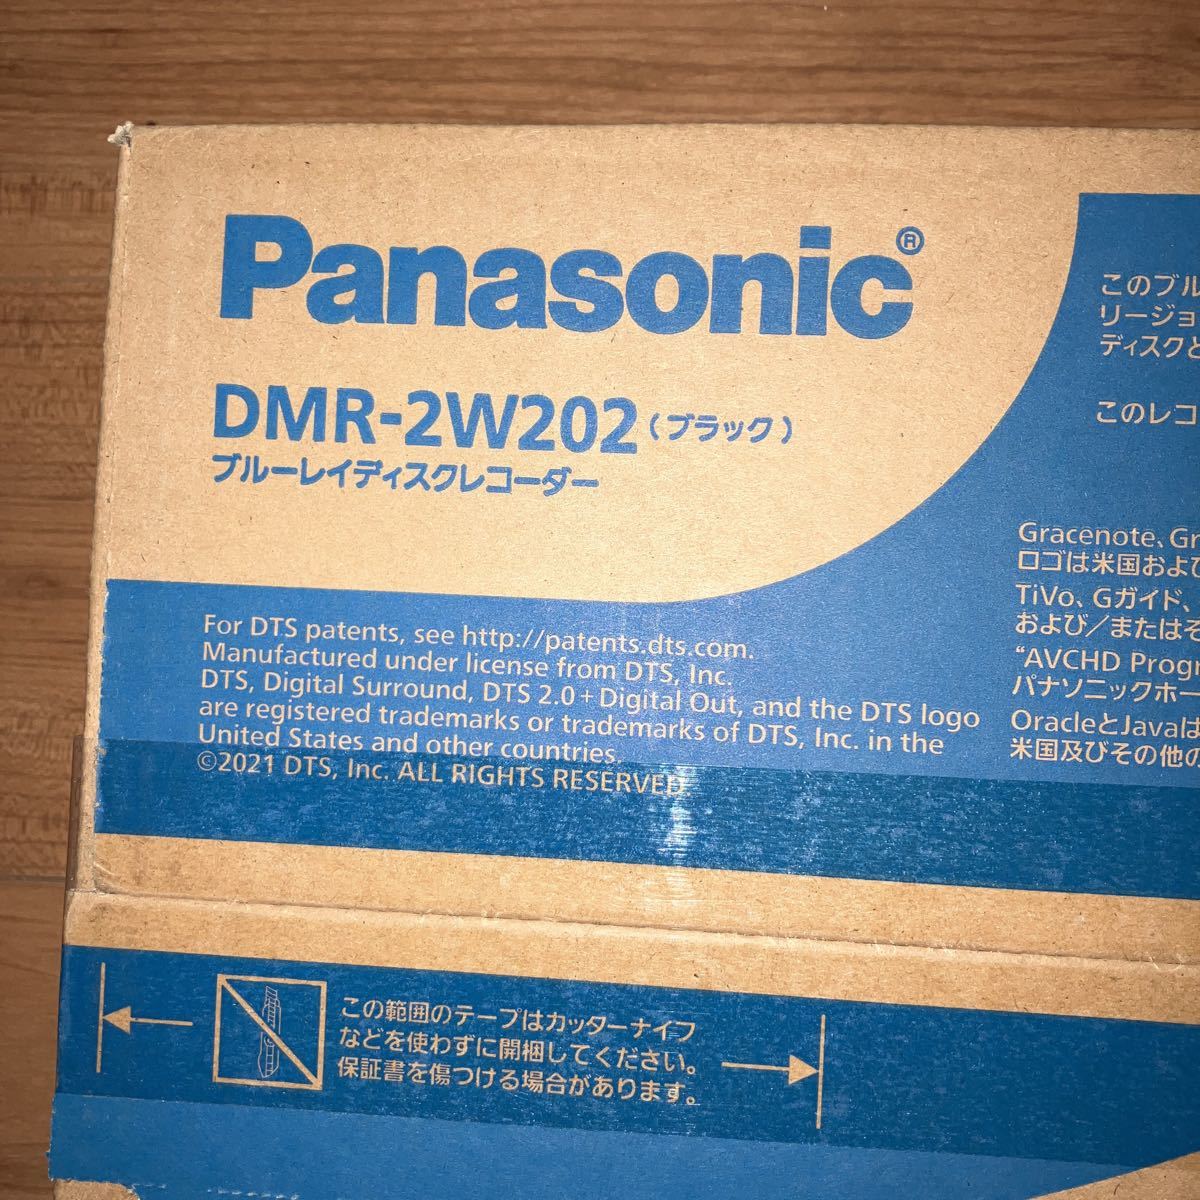 Panasonic®
DMR-2W202(ブラック)
ブルーレイディスクレコーダー
For DTS patents, see http://patents.dts.com.
Manufactured under license from DTS, Inc.
DTS, Digital Surround, DTS 2.0+Digital Out, and the DTS logo
are registered trademarks or trademarks of DTS, Inc. in the
United States and other countries.
©2021 DTS, Inc. ALL RIGHTS RESERVED.
このブル
リージョ
ディスクと
このレコ
Gracenote、Gr
ロゴは米国および
TiVo、Gガイド、
および/またはそ
“AVCHD Progr
パナソニックホー
OracleとJavaは
米国及びその他の
この範囲のテープはカッターナイフ
などを使わずに開梱してください。
保証書を傷つける場合があります。